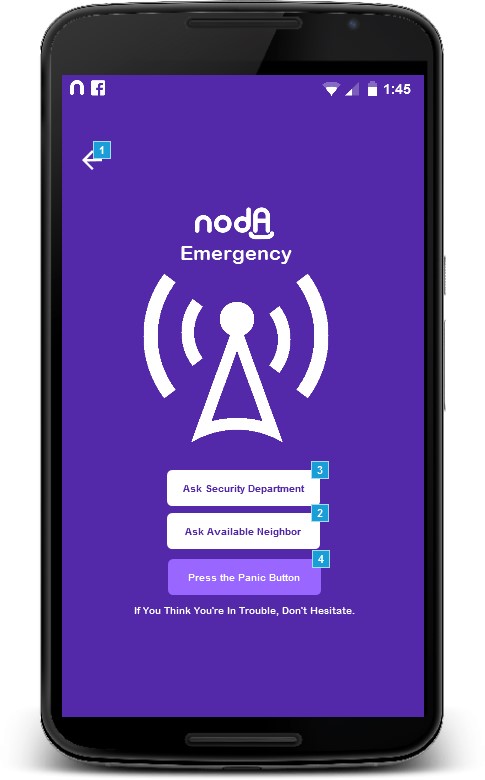 1:45
1
nodA
Emergency
3
Ask Security Department
2
Ask Available Neighbor
4
Press the Panic Button
If You Think You're In Trouble, Don't Hesitate.